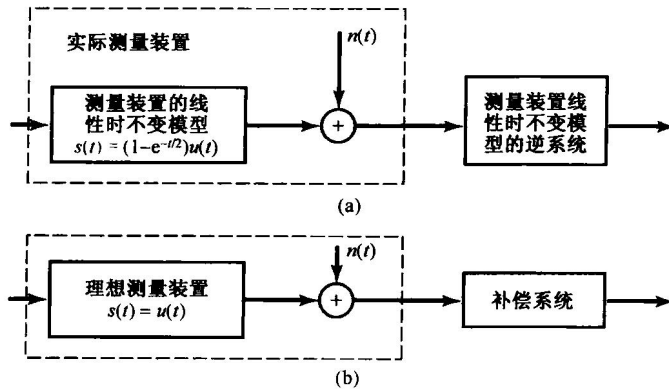 实际测量装置
n(t)
测量装置的线
性时不变模型
s(t) = (1−e^{−t/2})u(t)
+
测量装置线
性时不变模
型的逆系统
(a)
n(t)
理想测量装置
s(t) = u(t)
+
补偿系统
(b)